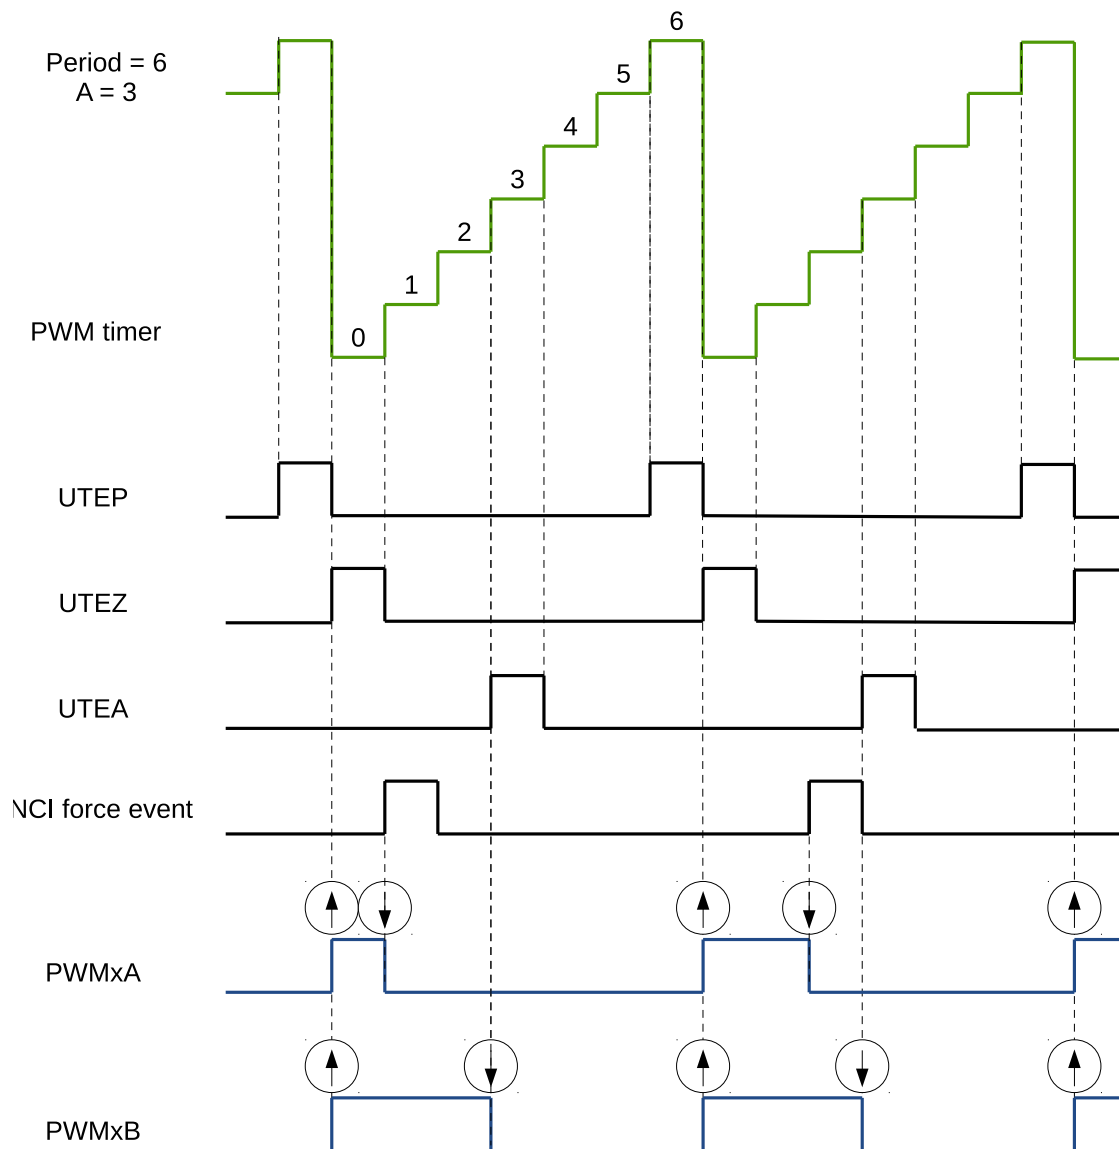 6
Period = 6
A = 3
5
4
3
2
1
PWM timer
0
UTEP
UTEZ
UTEA
NCI force event
PWMxA
PWMxB